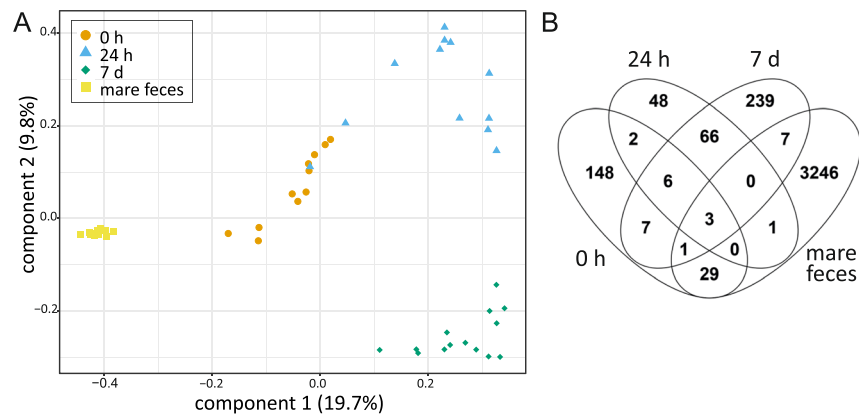 A
0 h
24 h
7 d
mare feces
component 2 (9.8%)
0.4
0.2
0.0
−0.2
−0.4
−0.2
0.0
0.2
component 1 (19.7%)
B
24 h
7 d
48
239
2
66
7
148
6
0
3246
7
3
1
1
0
29
0 h
mare
feces